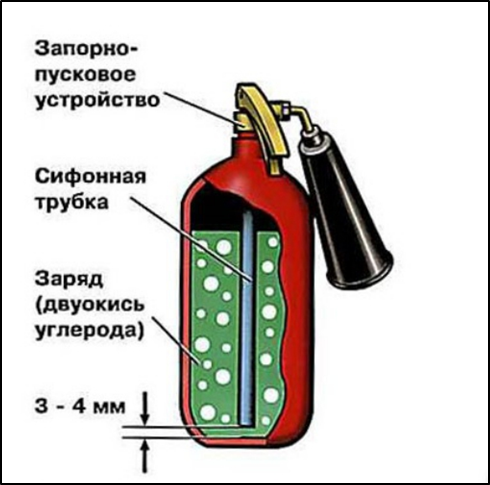 Запорно-
пусковое
устройство
Сифонная
трубка
Заряд
(двуокись
углерода)
3 - 4 мм